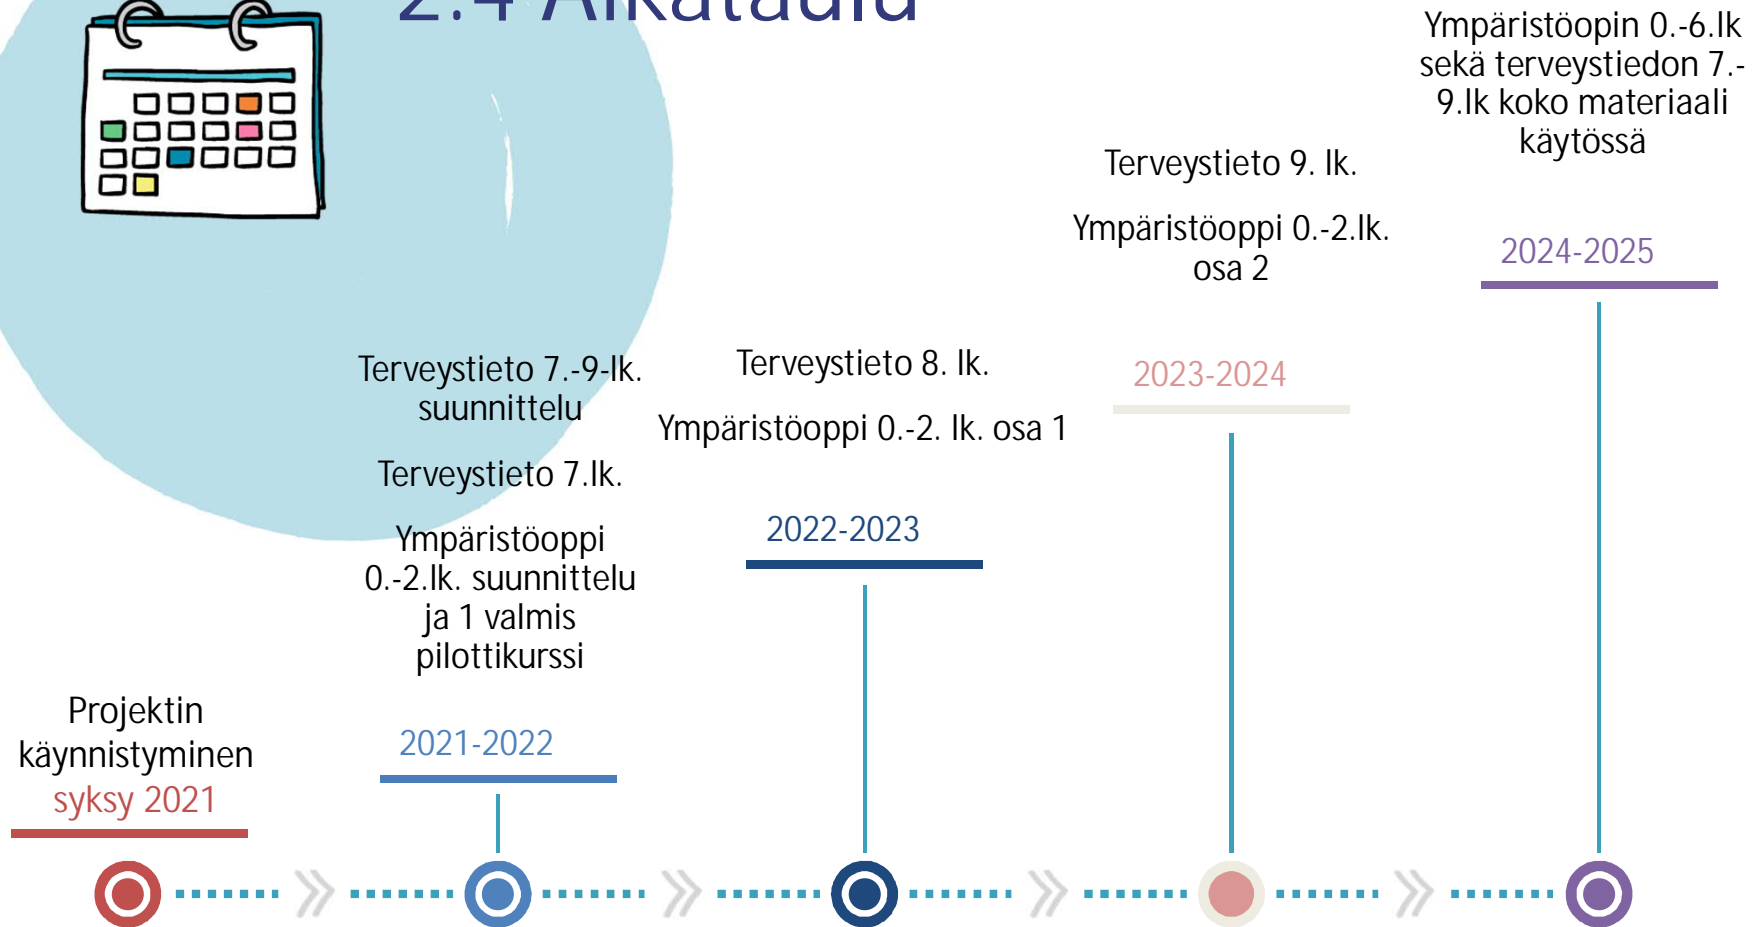 2.4 Aikataulu
Projektin
käynnistyminen
syksy 2021
Terveystieto 7.-9-lk.
suunnittelu
Terveystieto 7.lk.
Ympäristöoppi
0.-2.lk. suunnittelu
ja 1 valmis
pilottikurssi
2021-2022
Terveystieto 8. lk.
Ympäristöoppi 0.-2. lk. osa 1
2022-2023
Terveystieto 9. lk.
Ympäristöoppi 0.-2.lk.
osa 2
2023-2024
Ympäristöopin 0.-6.lk
sekä terveystiedon 7.-
9.lk koko materiaali
käytössä
2024-2025